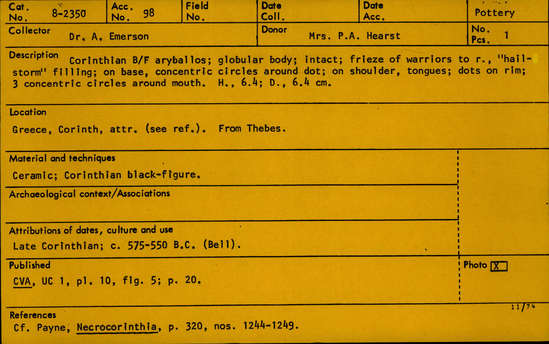 Cat. No. 8-2350 Acc. No. 98 Field No. Date Coll. Date Acc. Pottery
Collector Dr. A. Emerson Donor Mrs. P.A. Hearst No. Pcs. 1
Description Corinthian B/F aryballos; globular body; intact; frieze of warriors to r., "hail-
storm" filling; on base, concentric circles around dot; on shoulder, tongues; dots on rim;
3 concentric circles around mouth. H., 6.4; D., 6.4 cm.
Location
Greece, Corinth, attr. (see ref.). From Thebes.
Material and techniques
Ceramic; Corinthian black-figure.
Archaeological context/Associations
Attributions of dates, culture and use
Late Corinthian; c. 575-550 B.C. (Bell).
Published Photo X
CVA, UC 1, pl. 10, fig. 5; p. 20.
11/74
References
Cf. Payne, Necrocorinthia, p. 320, nos. 1244-1249.